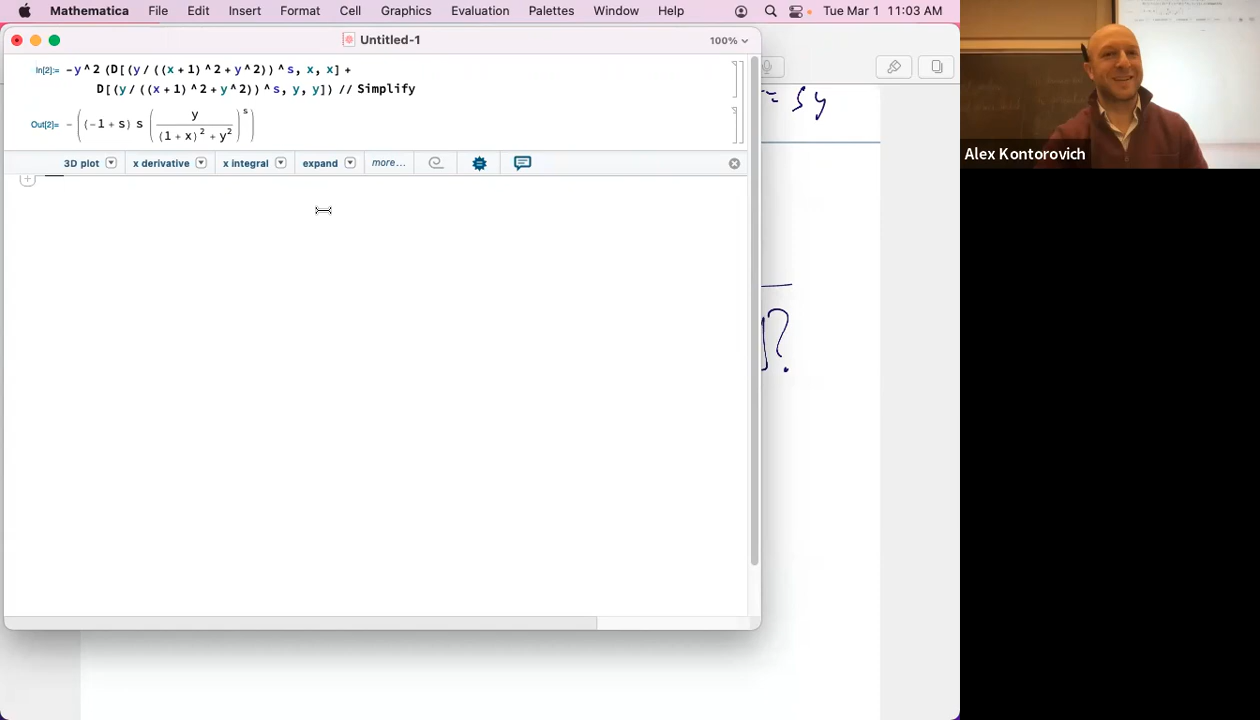 Mathematica File Edit Insert Format Cell Graphics Evaluation Palettes Window Help Tue Mar 1 11:03 AM
Untitled-1
100%
In[2]:= -y^2 (D[(y/((x+1)^2+y^2))^s, x, x] +
D[(y/((x+1)^2+y^2))^s, y, y]) // Simplify
Out[2]= -((-1+s) s (y/((1+x)^2+y^2))^s)
3D plot x derivative x integral expand more...
= s y
?
Alex Kontorovich